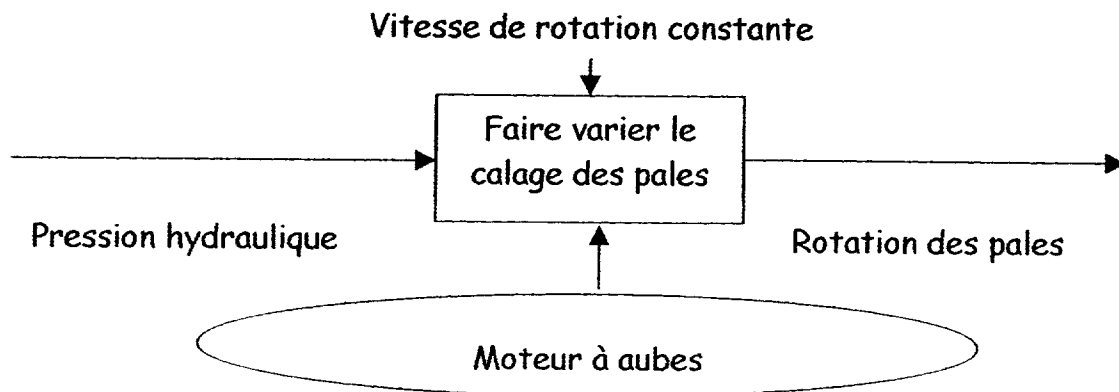 Vitesse de rotation constante
Faire varier le
calage des pales
Pression hydraulique
Rotation des pales
Moteur à aubes